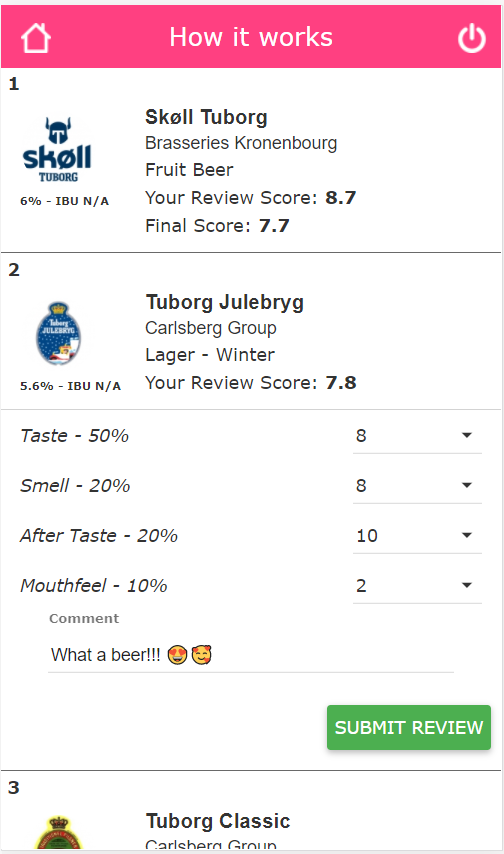 How it works
1
skøll
TUBORG
6% - IBU N/A
Skøll Tuborg
Brasseries Kronenbourg
Fruit Beer
Your Review Score: 8.7
Final Score: 7.7
2
Tuborg
JULEBRYG
5.6% - IBU N/A
Tuborg Julebryg
Carlsberg Group
Lager - Winter
Your Review Score: 7.8
Taste - 50% 8
Smell - 20% 8
After Taste - 20% 10
Mouthfeel - 10% 2
Comment
What a beer!!! 😍🥰
SUBMIT REVIEW
3
Tuborg Classic
Carlsberg Group